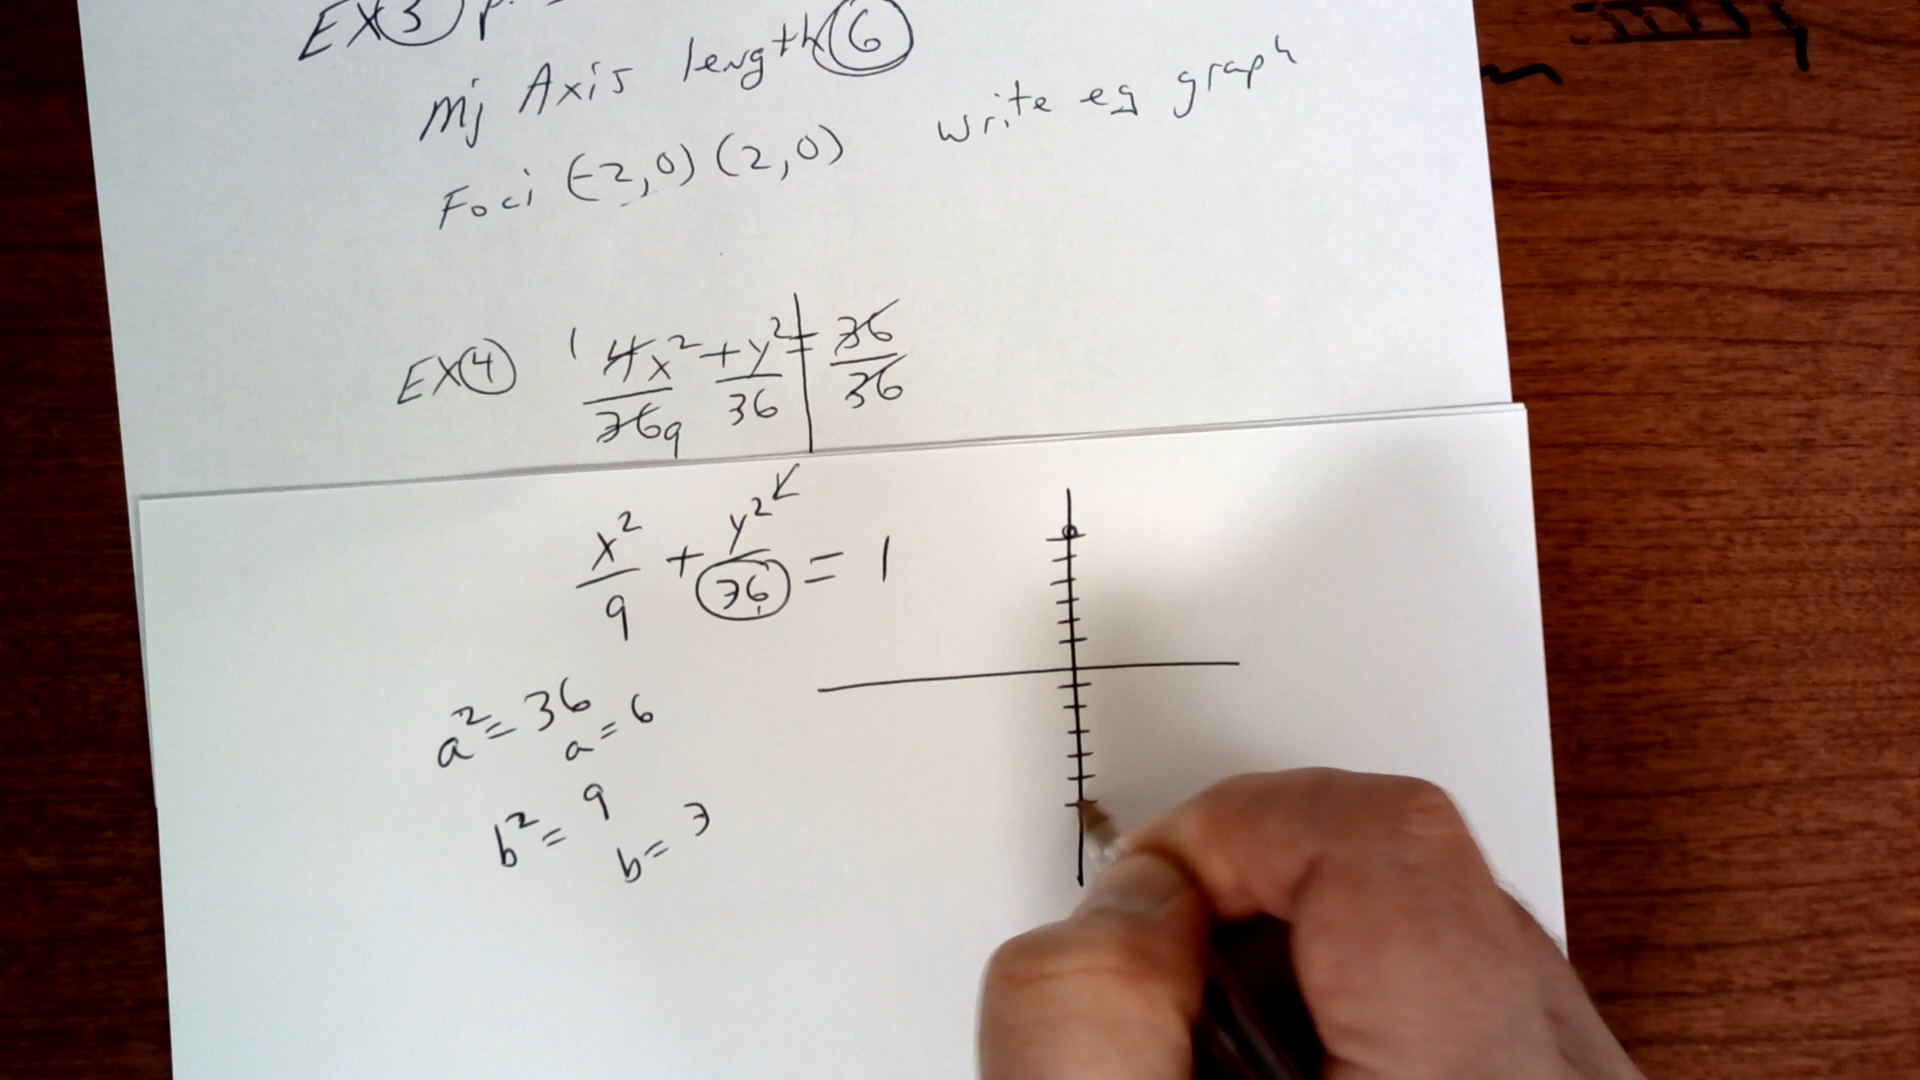 EX③
Mj Axis length ⑥
Foci (-2,0) (2,0) write eq graph
EX④ 1 4x²/36 9 + y²/36 = 36/36
x²/9 + y²/36 = 1
a² = 36
a = 6
b² = 9
b = 3